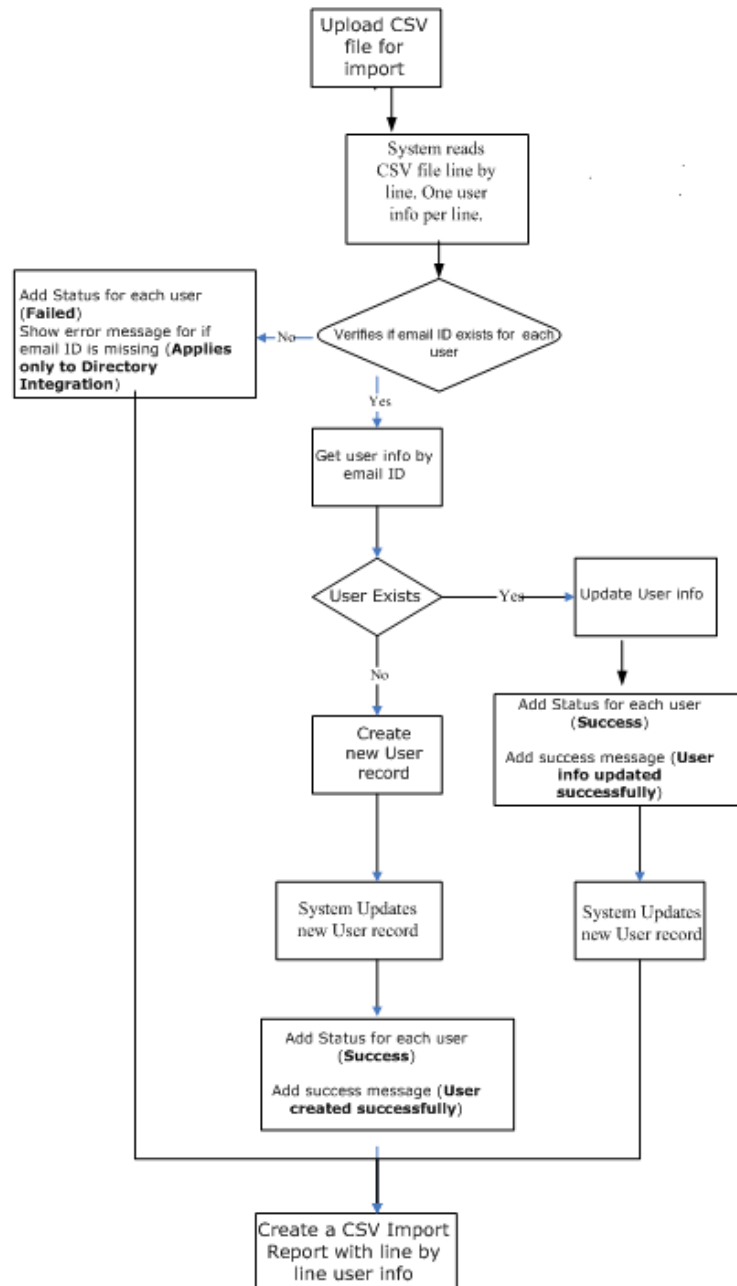 Upload CSV
file for
import
System reads
CSV file line by
line. One user
info per line.
Add Status for each user
(Failed)
Show error message for if
email ID is missing (Applies
only to Directory
Integration)
No
Verifies if email ID exists for each
user
Yes
Get user info by
email ID
User Exists
Yes
Update User info
No
Add Status for each user
(Success)
Add success message (User
info updated
successfully)
Create
new User
record
System Updates
new User record
System Updates
new User record
Add Status for each user
(Success)
Add success message (User
created successfully)
Create a CSV Import
Report with line by
line user info